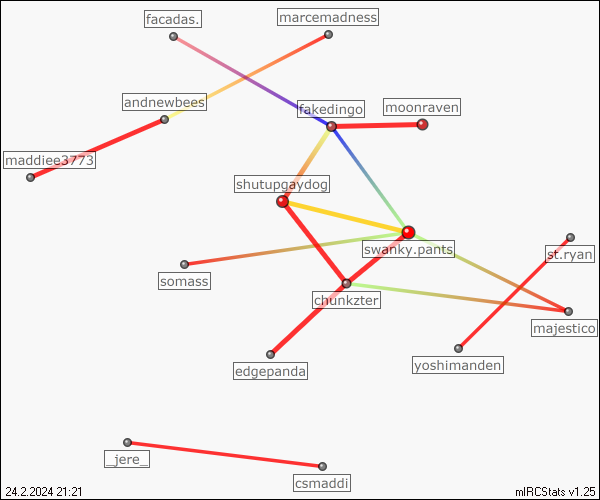 facadas.
marcemadness
andnewbees
fakedingo
moonraven
maddiee3773
shutupgaydog
swanky.pants
st.ryan
somass
chunkzter
majestico
edgepanda
yoshimanden
_jere_
csmaddi
24.2.2024 21:21
mIRCStats v1.25